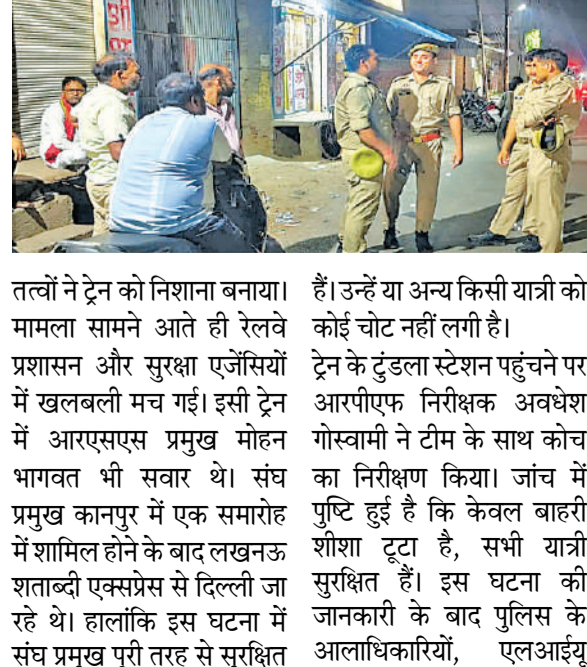 तत्वों ने ट्रेन को निशाना बनाया।
मामला सामने आते ही रेलवे
प्रशासन और सुरक्षा एजेंसियों
में खलबली मच गई। इसी ट्रेन
में आरएसएस प्रमुख मोहन
भागवत भी सवार थे। संघ
प्रमुख कानपुर में एक समारोह
में शामिल होने के बाद लखनऊ
शताब्दी एक्सप्रेस से दिल्ली जा
रहे थे। हालांकि इस घटना में
संघ प्रमुख पूरी तरह से सुरक्षित
हैं। उन्हें या अन्य किसी यात्री को
कोई चोट नहीं लगी है।
ट्रेन के टुंडला स्टेशन पहुंचने पर
आरपीएफ निरीक्षक अवधेश
गोस्वामी ने टीम के साथ कोच
का निरीक्षण किया। जांच में
पुष्टि हुई है कि केवल बाहरी
शीशा टूटा है, सभी यात्री
सुरक्षित हैं। इस घटना की
जानकारी के बाद पुलिस के
आलाधिकारियों, एलआईयू